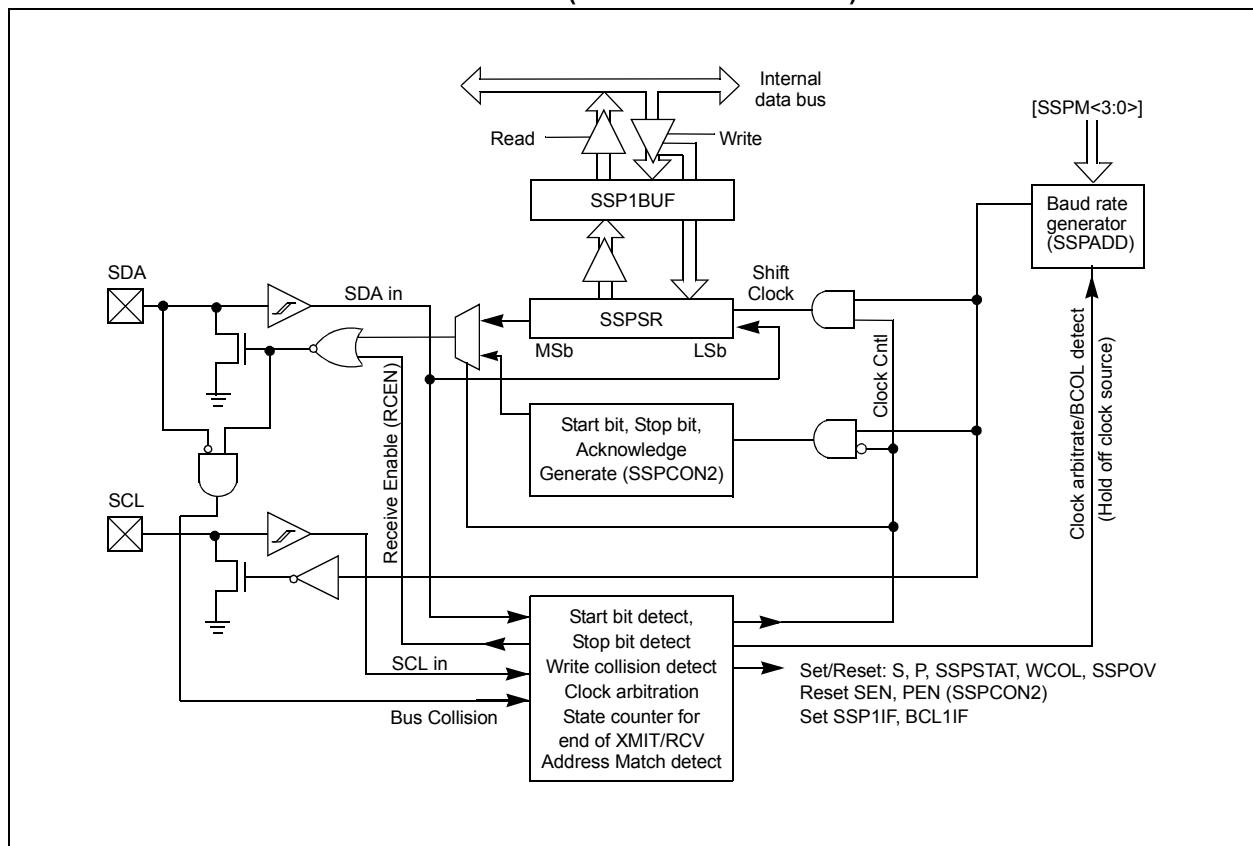 Internal
data bus
[SSPM<3:0>]
Read
Write
SSP1BUF
Baud rate
generator
(SSPADD)
SDA
SDA in
Shift
Clock
SSPSR
MSb
LSb
Clock Cntl
Receive Enable (RCEN)
Start bit, Stop bit,
Acknowledge
Generate (SSPCON2)
Clock arbitrate/BCOL detect
(Hold off clock source)
SCL
SCL in
Bus Collision
Start bit detect,
Stop bit detect
Write collision detect
Clock arbitration
State counter for
end of XMIT/RCV
Address Match detect
Set/Reset: S, P, SSPSTAT, WCOL, SSPOV
Reset SEN, PEN (SSPCON2)
Set SSP1IF, BCL1IF